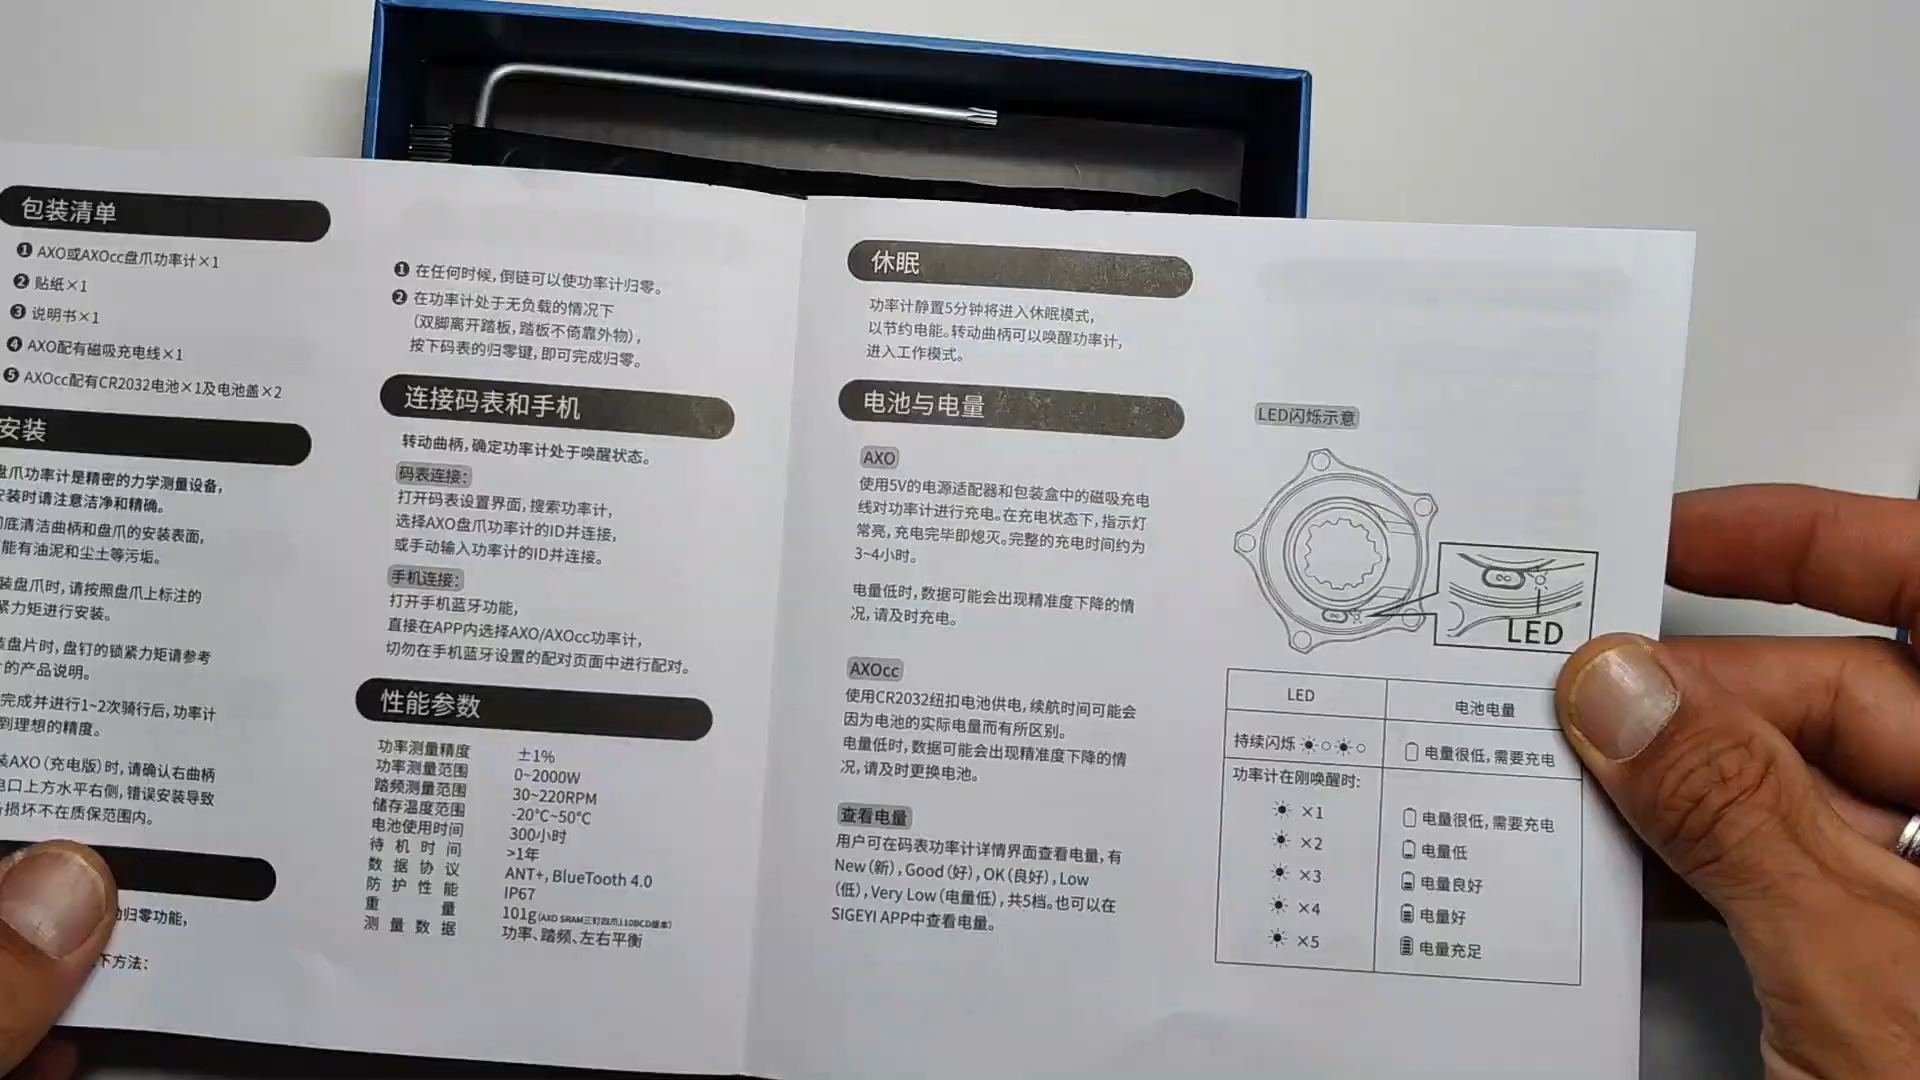 包装清单
❶ AXO或AXOcc盘爪功率计×1
❷ 贴纸×1
❸ 说明书×1
❹ AXO配有磁吸充电线×1
❺ AXOcc配有CR2032电池×1及电池盖×2
安装
盘爪功率计是精密的力学测量设备,
安装时请注意洁净和精确。
底清洁曲柄和盘爪的安装表面,
能有油泥和尘土等污垢。
装盘爪时,请按照盘爪上标注的
紧力矩进行安装。
盘片时,盘钉的锁紧力矩请参考
的产品说明。
完成并进行1~2次骑行后,功率计
到理想的精度。
装AXO(充电版)时,请确认右曲柄
电口上方水平右侧,错误安装导致
损坏不在质保范围内。
归零功能,
下方法:
❶ 在任何时候,倒链可以使功率计归零。
❷ 在功率计处于无负载的情况下
(双脚离开踏板,踏板不倚靠外物),
按下码表的归零键,即可完成归零。
连接码表和手机
转动曲柄,确定功率计处于唤醒状态。
码表连接:
打开码表设置界面,搜索功率计,
选择AXO盘爪功率计的ID并连接,
或手动输入功率计的ID并连接。
手机连接:
打开手机蓝牙功能,
直接在APP内选择AXO/AXOcc功率计,
切勿在手机蓝牙设置的配对页面中进行配对。
性能参数
功率测量精度 ±1%
功率测量范围 0~2000W
踏频测量范围 30~220RPM
储存温度范围 -20°C~50°C
电池使用时间 300小时
待机时间 >1年
数据协议 ANT+, BlueTooth 4.0
防护性能 IP67
重量 101g(AXO SRAM三钉四爪110BCD版本)
测量数据 功率、踏频、左右平衡
休眠
功率计静置5分钟将进入休眠模式,
以节约电能。转动曲柄可以唤醒功率计,
进入工作模式。
电池与电量
AXO
使用5V的电源适配器和包装盒中的磁吸充电
线对功率计进行充电。在充电状态下,指示灯
常亮,充电完毕即熄灭。完整的充电时间约为
3~4小时。
电量低时,数据可能会出现精准度下降的情
况,请及时充电。
AXOcc
使用CR2032纽扣电池供电,续航时间可能会
因为电池的实际电量而有所区别。
电量低时,数据可能会出现精准度下降的情
况,请及时更换电池。
查看电量
用户可在码表功率计详情界面查看电量,有
New(新),Good(好),OK(良好),Low
(低),Very Low(电量低),共5档。也可以在
SIGEYI APP中查看电量。
LED闪烁示意
LED
LED 电池电量
持续闪烁 电量很低,需要充电
功率计在刚唤醒时:
×1 电量很低,需要充电
×2 电量低
×3 电量良好
×4 电量好
×5 电量充足